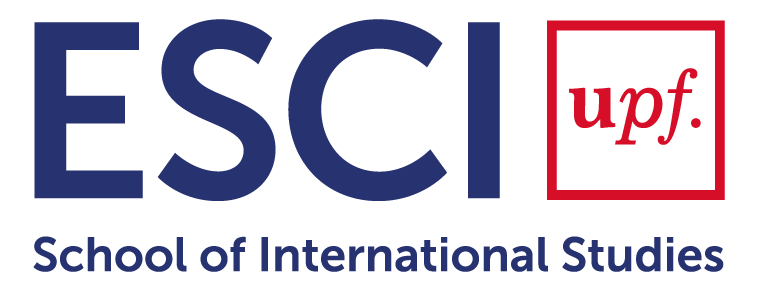 ESCI upf.
School of International Studies